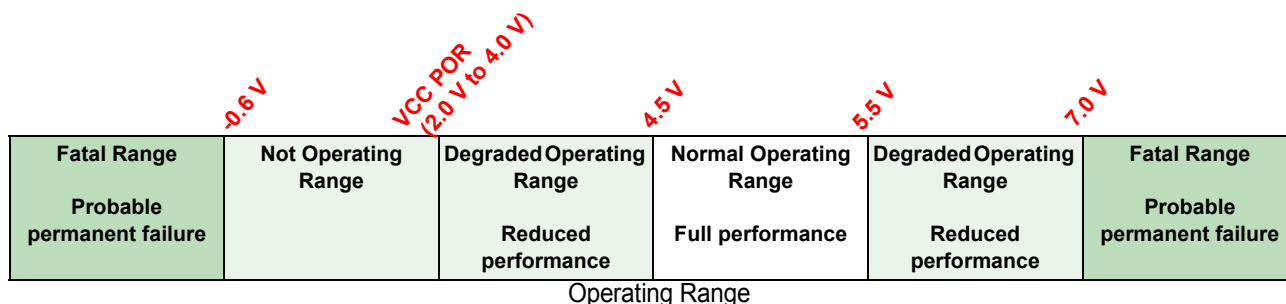 -0.6 V
VCC POR
(2.0 V to 4.0 V)
4.5 V
5.5 V
7.0 V
Fatal Range
Probable
permanent failure
Not Operating
Range
Degraded Operating
Range
Reduced
performance
Normal Operating
Range
Full performance
Degraded Operating
Range
Reduced
performance
Fatal Range
Probable
permanent failure
Operating Range